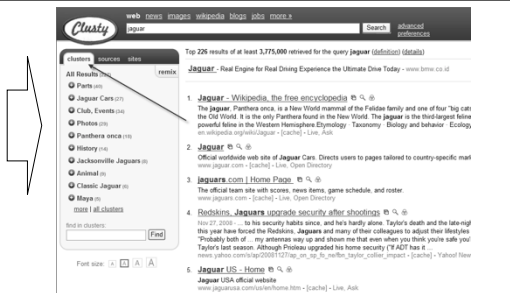 Clusty
web news images wikipedia blogs jobs more »
jaguar Search advanced preferences
clusters sources sites
Top 226 results of at least 3,775,000 retrieved for the query jaguar (definition) (details)
remix
All Results
Jaguar - Real Engine for Real Driving Experience the Ultimate Drive Today - www.bmw.co.id
Parts (40)
Jaguar Cars (27)
Club, Events (34)
Photos (29)
Panthera onca (18)
History (14)
Jacksonville Jaguars (8)
Animal (9)
Classic Jaguar (6)
Maya (9)
more | all clusters
find in clusters:
Find
Font size: A A A A
1. Jaguar - Wikipedia, the free encyclopedia
The jaguar, Panthera onca, is a New World mammal of the Felidae family and one of four "big cats
the Old World. It is the only Panthera found in the New World. The jaguar is the third-largest feline
powerful feline in the Western Hemisphere Etymology · Taxonomy · Biology and behavior · Ecology
en.wikipedia.org/wiki/Jaguar - [cache] - Live, Ask
2. Jaguar
Official worldwide web site of Jaguar Cars. Directs users to pages tailored to country-specific mar
www.jaguar.com - [cache] - Live, Open Directory
3. jaguars.com | Home Page
The official team site with scores, news items, game schedule, and roster.
www.jaguars.com - [cache] - Live, Open Directory
4. Redskins, Jaguars upgrade security after shootings
Nov 27, 2008 - ... to his security habits since, and he's hardly alone. Taylor's death and the late-nigh
this year have forced the Redskins, Jaguars and many of their colleagues to adjust their lifestyles
"Probably both of ... my antennas way up and shown me that even when you think you're safe you'
Taylor's last season. Although Prioleau upgraded his home security ("If ADT has it ...
news.yahoo.com/s/ap/20081127/ap_on_sp_fo_ne/fbn_taylor_collier_impact - [cache] - Yahoo! New
5. Jaguar US - Home
Jaguar USA official website
www.jaguarusa.com/us/en/home.htm - [cache] - Live, Ask